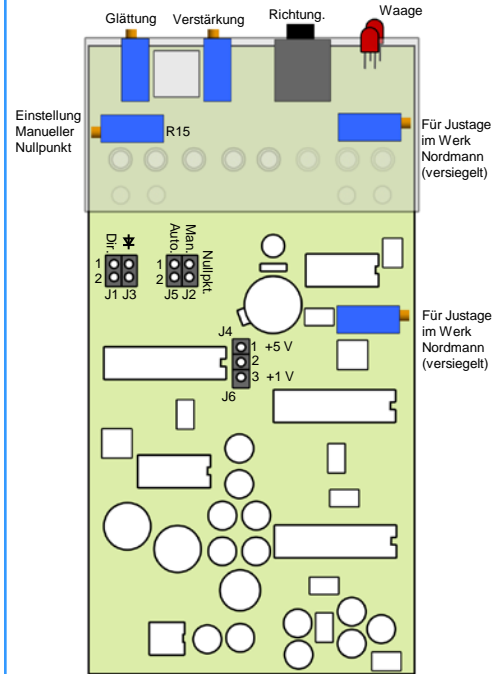 Glättung
Verstärkung
Richtung.
Waage
Einstellung
Manueller
Nullpunkt
R15
Für Justage
im Werk
Nordmann
(versiegelt)
Dir.
Auto.
Man.
Nullpkt.
1
2
1
2
J1 J3
J5 J2
Für Justage
im Werk
Nordmann
(versiegelt)
J4
1 +5 V
2
3 +1 V
J6